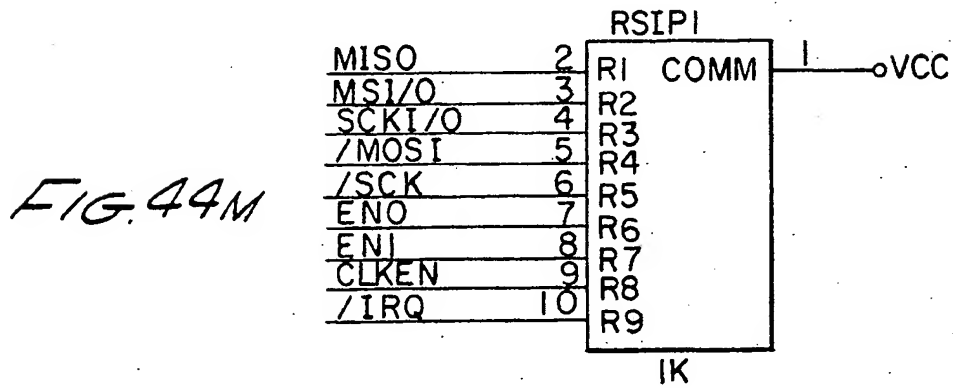 RSIP1
MISO 2 R1 COMM 1 VCC
MSI/O 3 R2
SCKI/O 4 R3
/MOSI 5 R4
/SCK 6 R5
EN0 7 R6
EN1 8 R7
CLKEN 9 R8
/IRQ 10 R9
1K
FIG. 44M